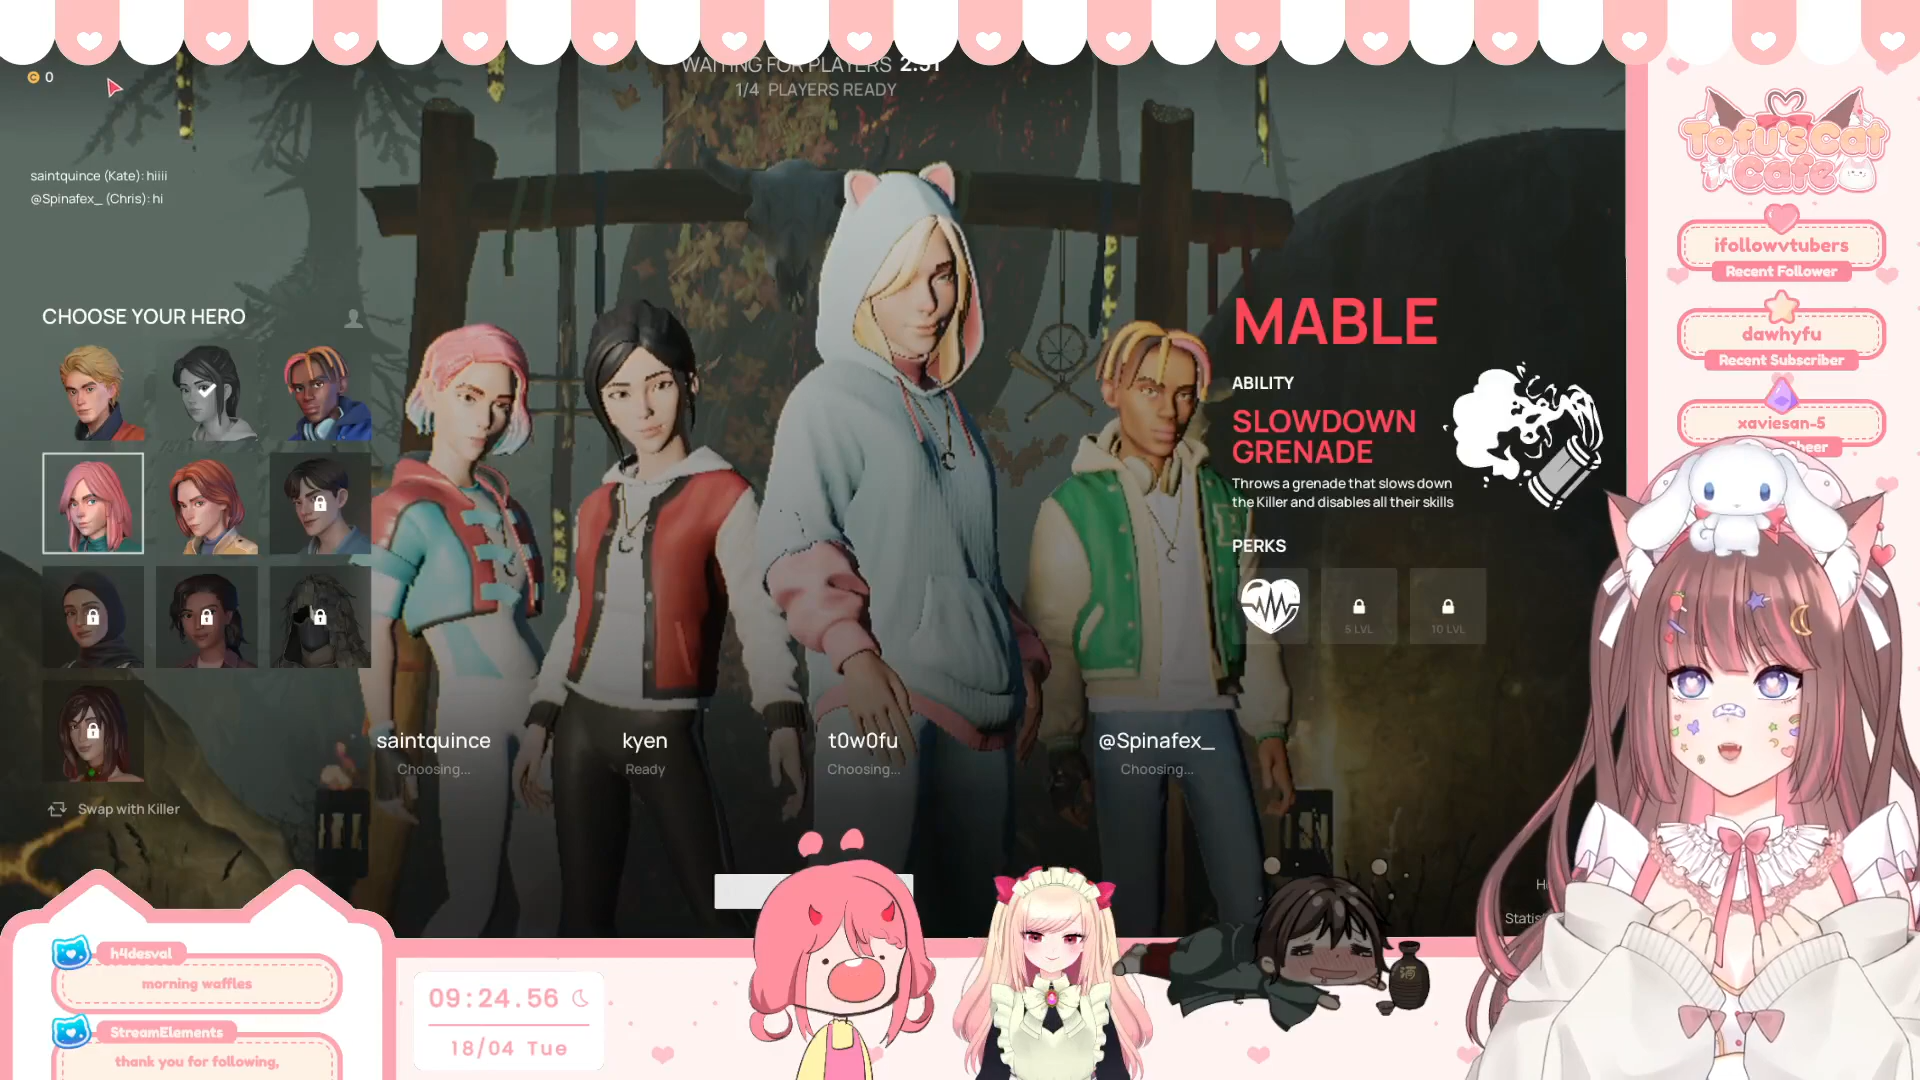 0
WAITING FOR PLAYERS 2:51
1/4 PLAYERS READY
saintquince (Kate): hiiii
@Spinafex_ (Chris): hi
CHOOSE YOUR HERO
Swap with Killer
saintquince
Choosing...
kyen
Ready
t0w0fu
Choosing...
@Spinafex_
Choosing...
MABLE
ABILITY
SLOWDOWN
GRENADE
Throws a grenade that slows down
the Killer and disables all their skills
PERKS
5 LVL
10 LVL
Tofu's Cat
Cafe
ifollowvtubers
Recent Follower
dawhyfu
Recent Subscriber
xaviesan-5
Cheer
h4desval
morning waffles
StreamElements
thank you for following,
09:24.56
18/04 Tue
酒